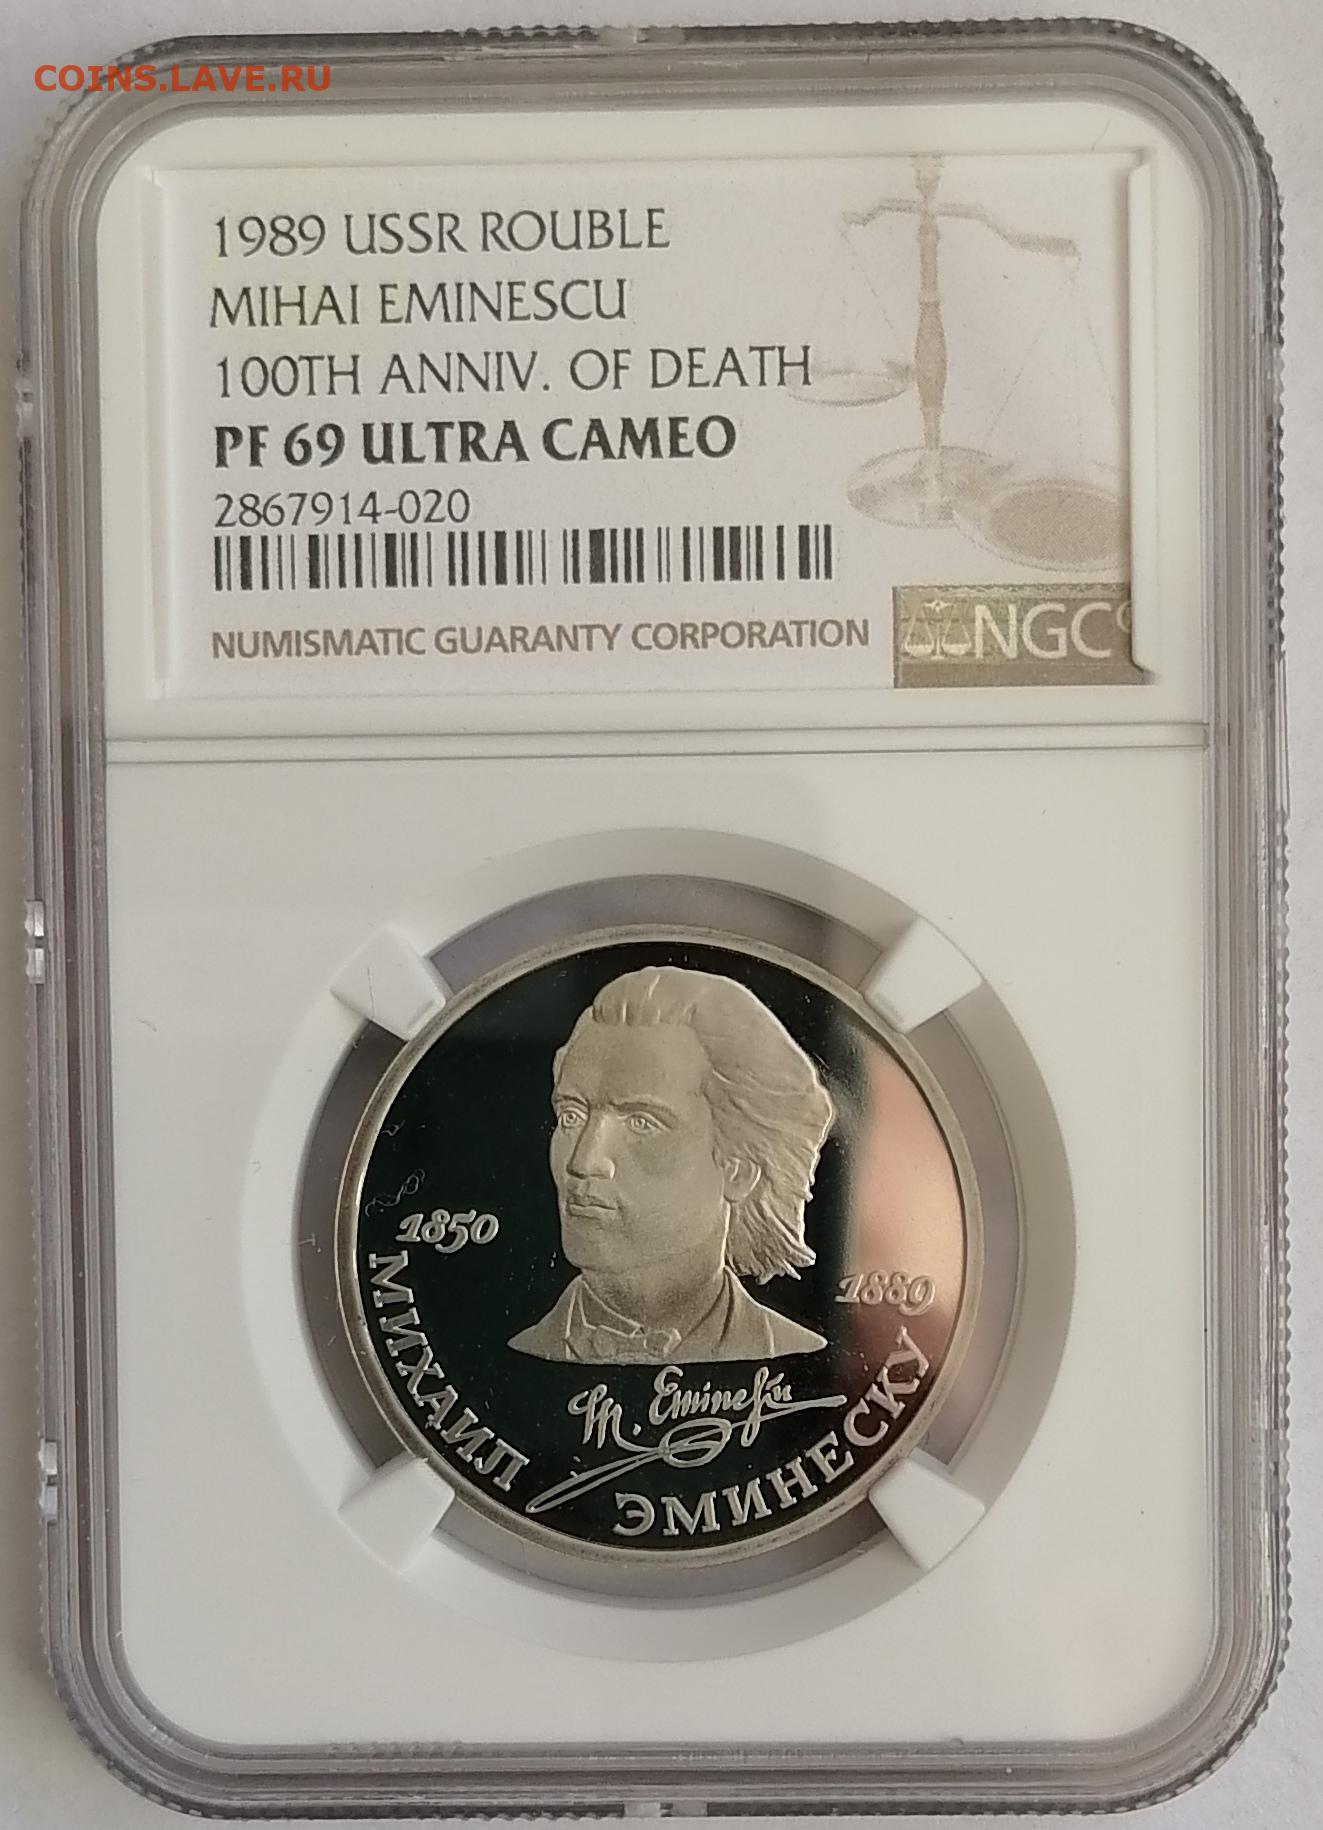 COINS.LAVE.RU
1989 USSR ROUBLE
MIHAI EMINESCU
100TH ANNIV. OF DEATH
PF 69 ULTRA CAMEO
2867914-020
NUMISMATIC GUARANTY CORPORATION
NGC
1850
1889
M. Eminescu
МИХАИЛ ЭМИНЕСКУ